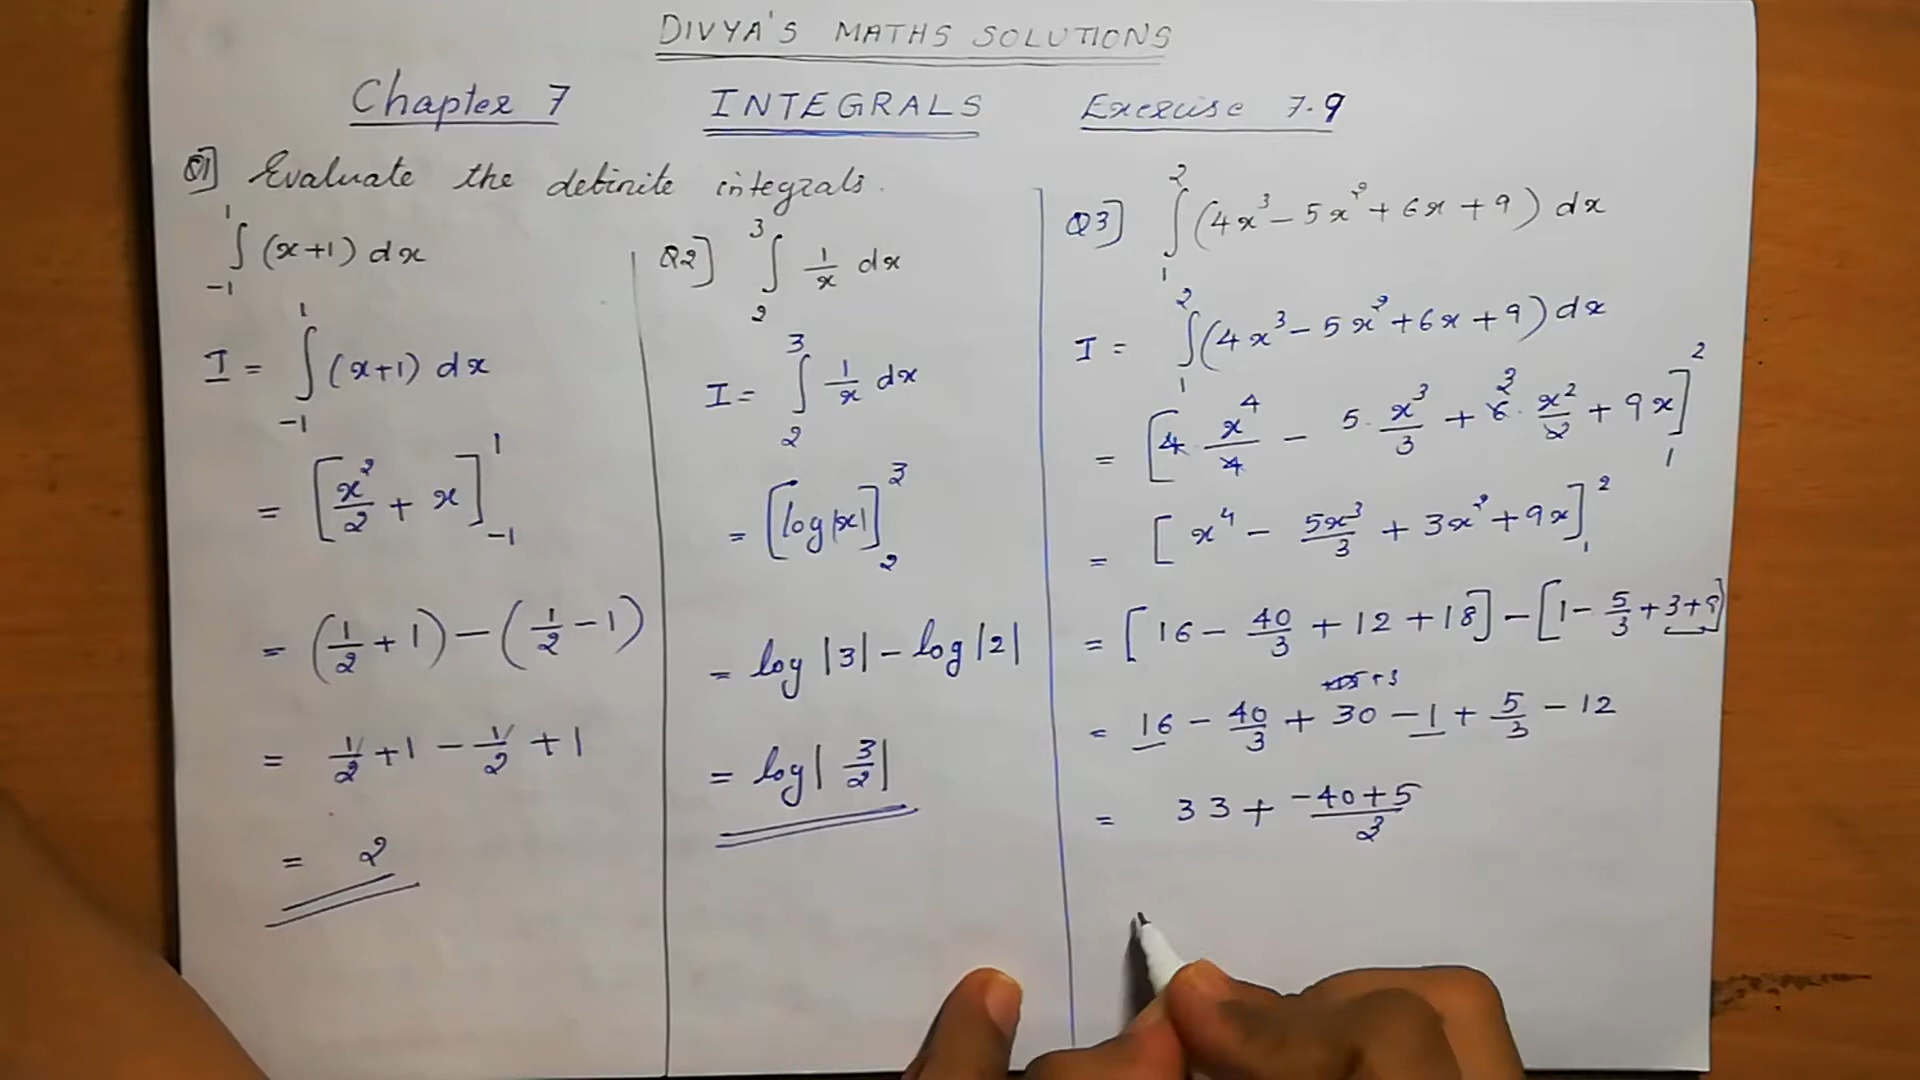 DIVYA'S MATHS SOLUTIONS
Chapter 7 INTEGRALS Exercise 7.9
Q1] Evaluate the definite integrals.
∫_{-1}^{1} (x+1) dx
I = ∫_{-1}^{1} (x+1) dx
= [x²/2 + x]_{-1}^{1}
= (1/2 + 1) - (1/2 - 1)
= 1/2 + 1 - 1/2 + 1
= 2
Q2] ∫_{2}^{3} 1/x dx
I = ∫_{2}^{3} 1/x dx
= [log|x|]_{2}^{3}
= log |3| - log |2|
= log | 3/2 |
Q3] ∫_{1}^{2} (4x³ - 5x² + 6x + 9) dx
I = ∫_{1}^{2} (4x³ - 5x² + 6x + 9) dx
= [4 · x⁴/4 - 5 · x³/3 + 6 · x²/2 + 9x]_{1}^{2}
3
= [x⁴ - 5x³/3 + 3x² + 9x]_{1}^{2}
= [16 - 40/3 + 12 + 18] - [1 - 5/3 + 3+9]
+3
= 16 - 40/3 + 30 - 1 + 5/3 - 12
= 33 + -40+5/3